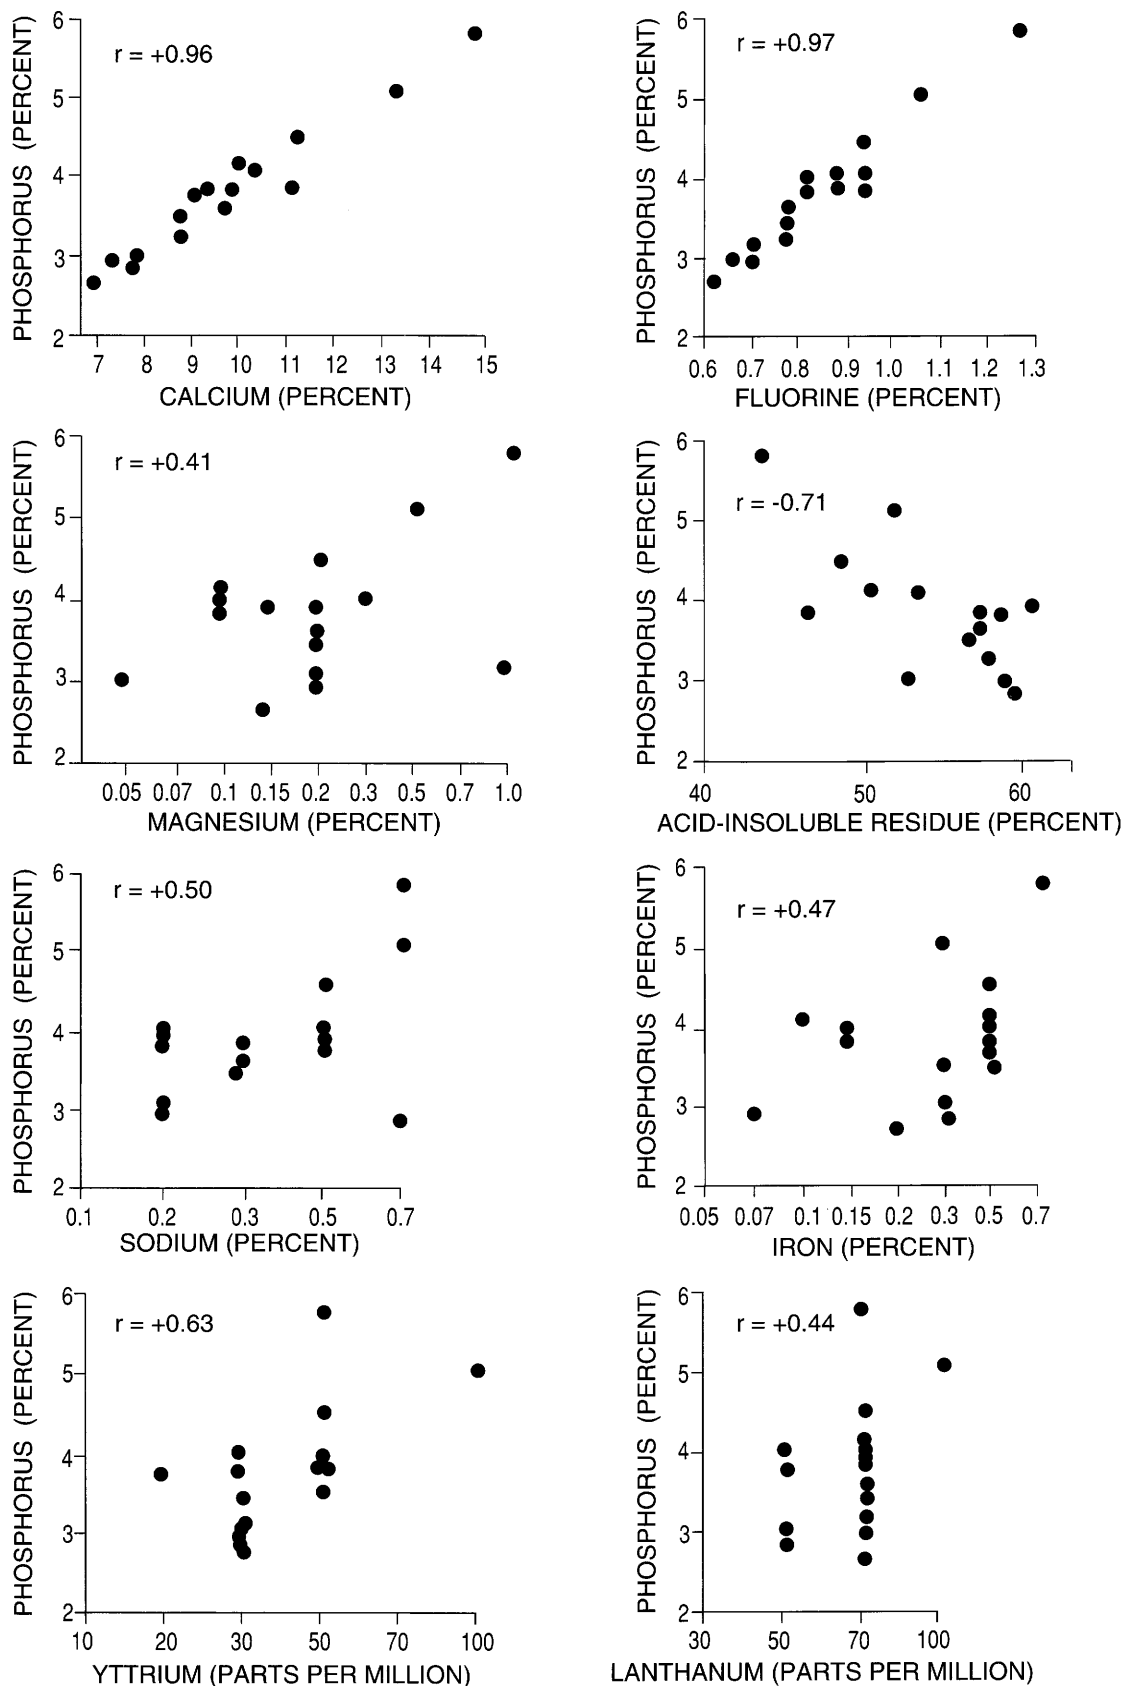 PHOSPHORUS (PERCENT)
6
5
4
3
2
r = +0.96
7 8 9 10 11 12 13 14 15
CALCIUM (PERCENT)
PHOSPHORUS (PERCENT)
6
5
4
3
2
r = +0.97
0.6 0.7 0.8 0.9 1.0 1.1 1.2 1.3
FLUORINE (PERCENT)
PHOSPHORUS (PERCENT)
6
5
4
3
2
r = +0.41
0.05 0.07 0.1 0.15 0.2 0.3 0.5 0.7 1.0
MAGNESIUM (PERCENT)
PHOSPHORUS (PERCENT)
6
5
4
3
2
r = -0.71
40 50 60
ACID-INSOLUBLE RESIDUE (PERCENT)
PHOSPHORUS (PERCENT)
6
5
4
3
2
r = +0.50
0.1 0.2 0.3 0.5 0.7
SODIUM (PERCENT)
PHOSPHORUS (PERCENT)
6
5
4
3
2
r = +0.47
0.05 0.07 0.1 0.15 0.2 0.3 0.5 0.7
IRON (PERCENT)
PHOSPHORUS (PERCENT)
6
5
4
3
2
r = +0.63
10 20 30 50 70 100
YTTRIUM (PARTS PER MILLION)
PHOSPHORUS (PERCENT)
6
5
4
3
2
r = +0.44
30 50 70 100
LANTHANUM (PARTS PER MILLION)